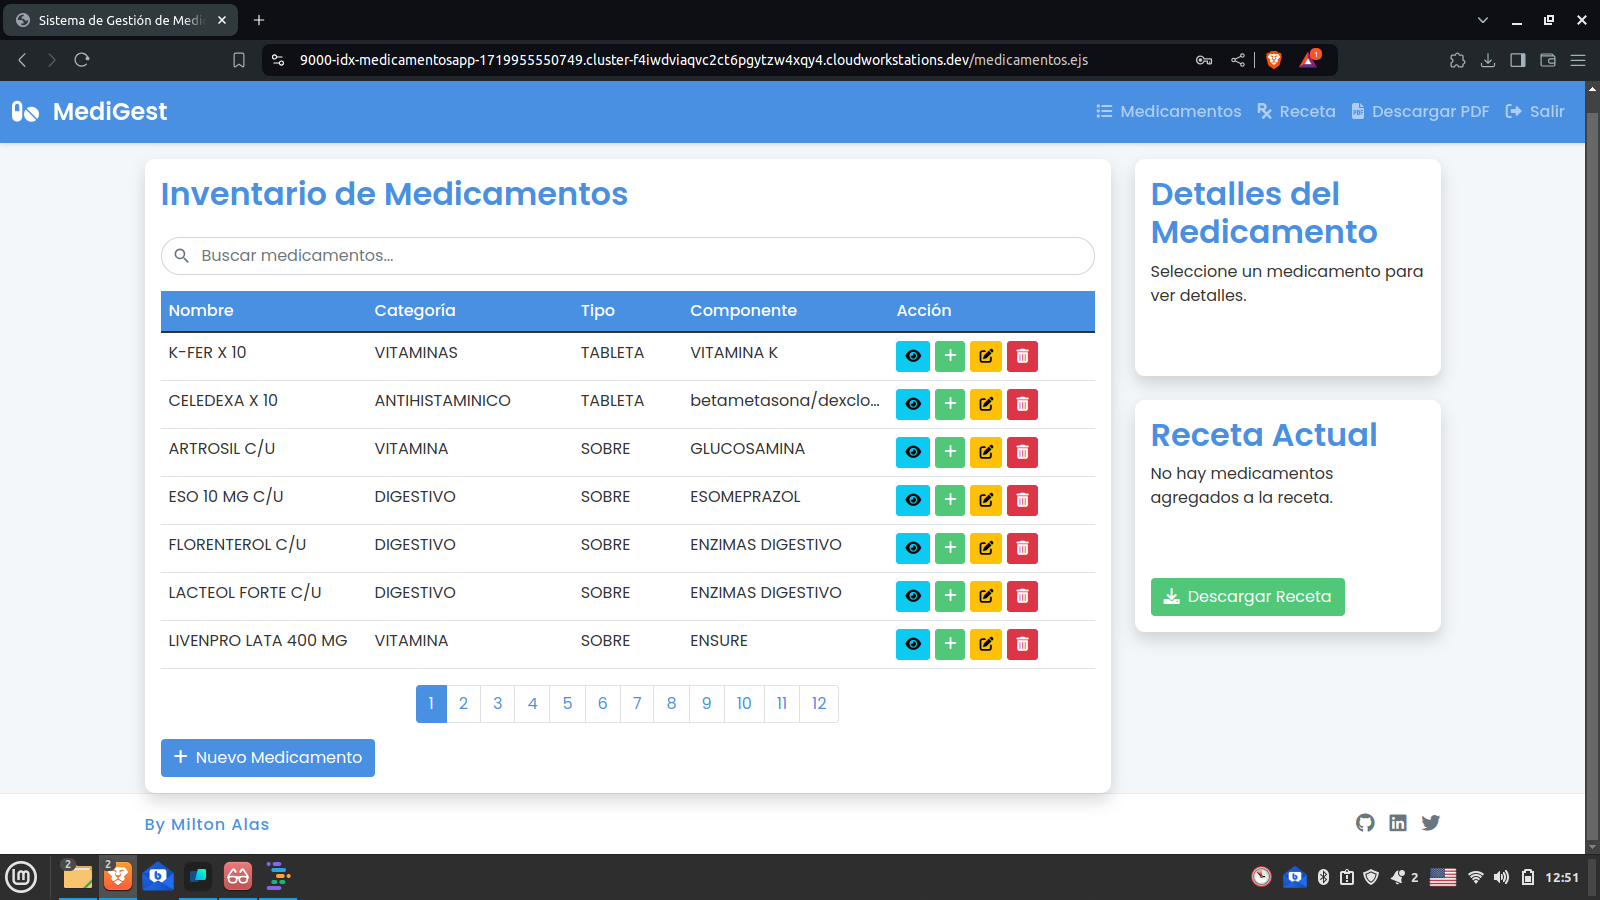 Sistema de Gestión de Medi
9000-idx-medicamentosapp-1719955550749.cluster-f4iwdviaqvc2ct6pgytzw4xqy4.cloudworkstations.dev/medicamentos.ejs
1
MediGest
Medicamentos
Receta
Descargar PDF
Salir
Inventario de Medicamentos
Buscar medicamentos...
Nombre Categoría Tipo Componente Acción
K-FER X 10 VITAMINAS TABLETA VITAMINA K
CELEDEXA X 10 ANTIHISTAMINICO TABLETA betametasona/dexclo...
ARTROSIL C/U VITAMINA SOBRE GLUCOSAMINA
ESO 10 MG C/U DIGESTIVO SOBRE ESOMEPRAZOL
FLORENTEROL C/U DIGESTIVO SOBRE ENZIMAS DIGESTIVO
LACTEOL FORTE C/U DIGESTIVO SOBRE ENZIMAS DIGESTIVO
LIVENPRO LATA 400 MG VITAMINA SOBRE ENSURE
1 2 3 4 5 6 7 8 9 10 11 12
Nuevo Medicamento
Detalles del
Medicamento
Seleccione un medicamento para
ver detalles.
Receta Actual
No hay medicamentos
agregados a la receta.
Descargar Receta
By Milton Alas
2
2
2
12:51